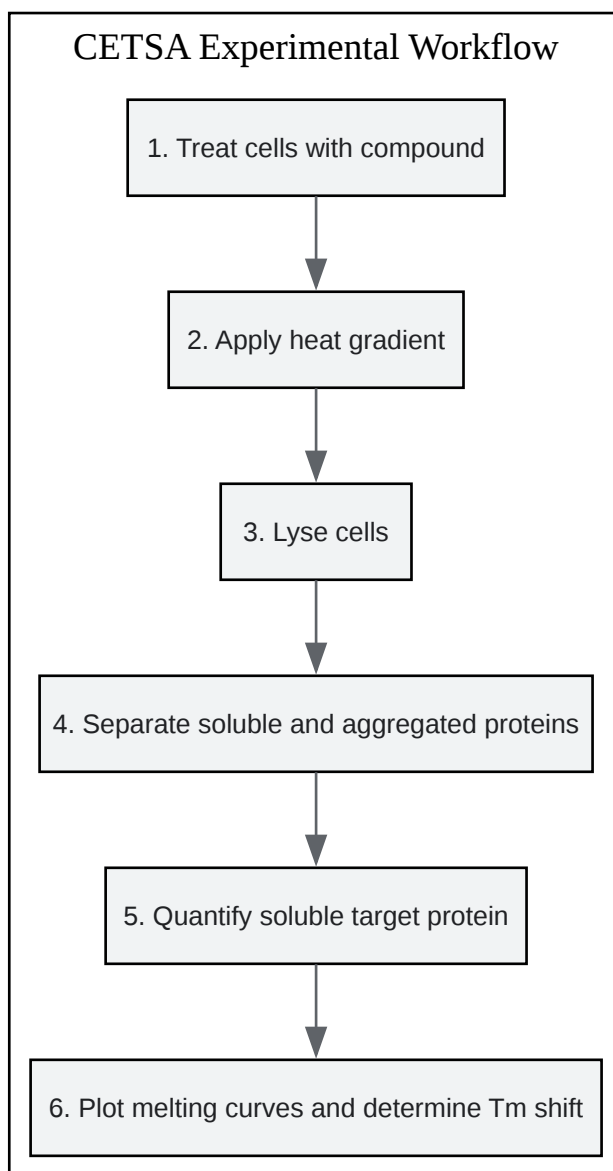 CETSA Experimental Workflow
1. Treat cells with compound
2. Apply heat gradient
3. Lyse cells
4. Separate soluble and aggregated proteins
5. Quantify soluble target protein
6. Plot melting curves and determine Tm shift